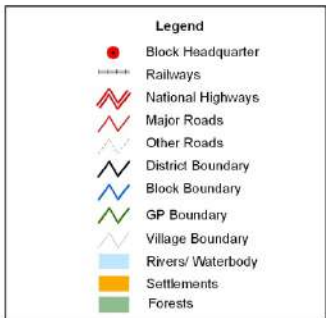 Legend
Block Headquarter
Railways
National Highways
Major Roads
Other Roads
District Boundary
Block Boundary
GP Boundary
Village Boundary
Rivers/ Waterbody
Settlements
Forests